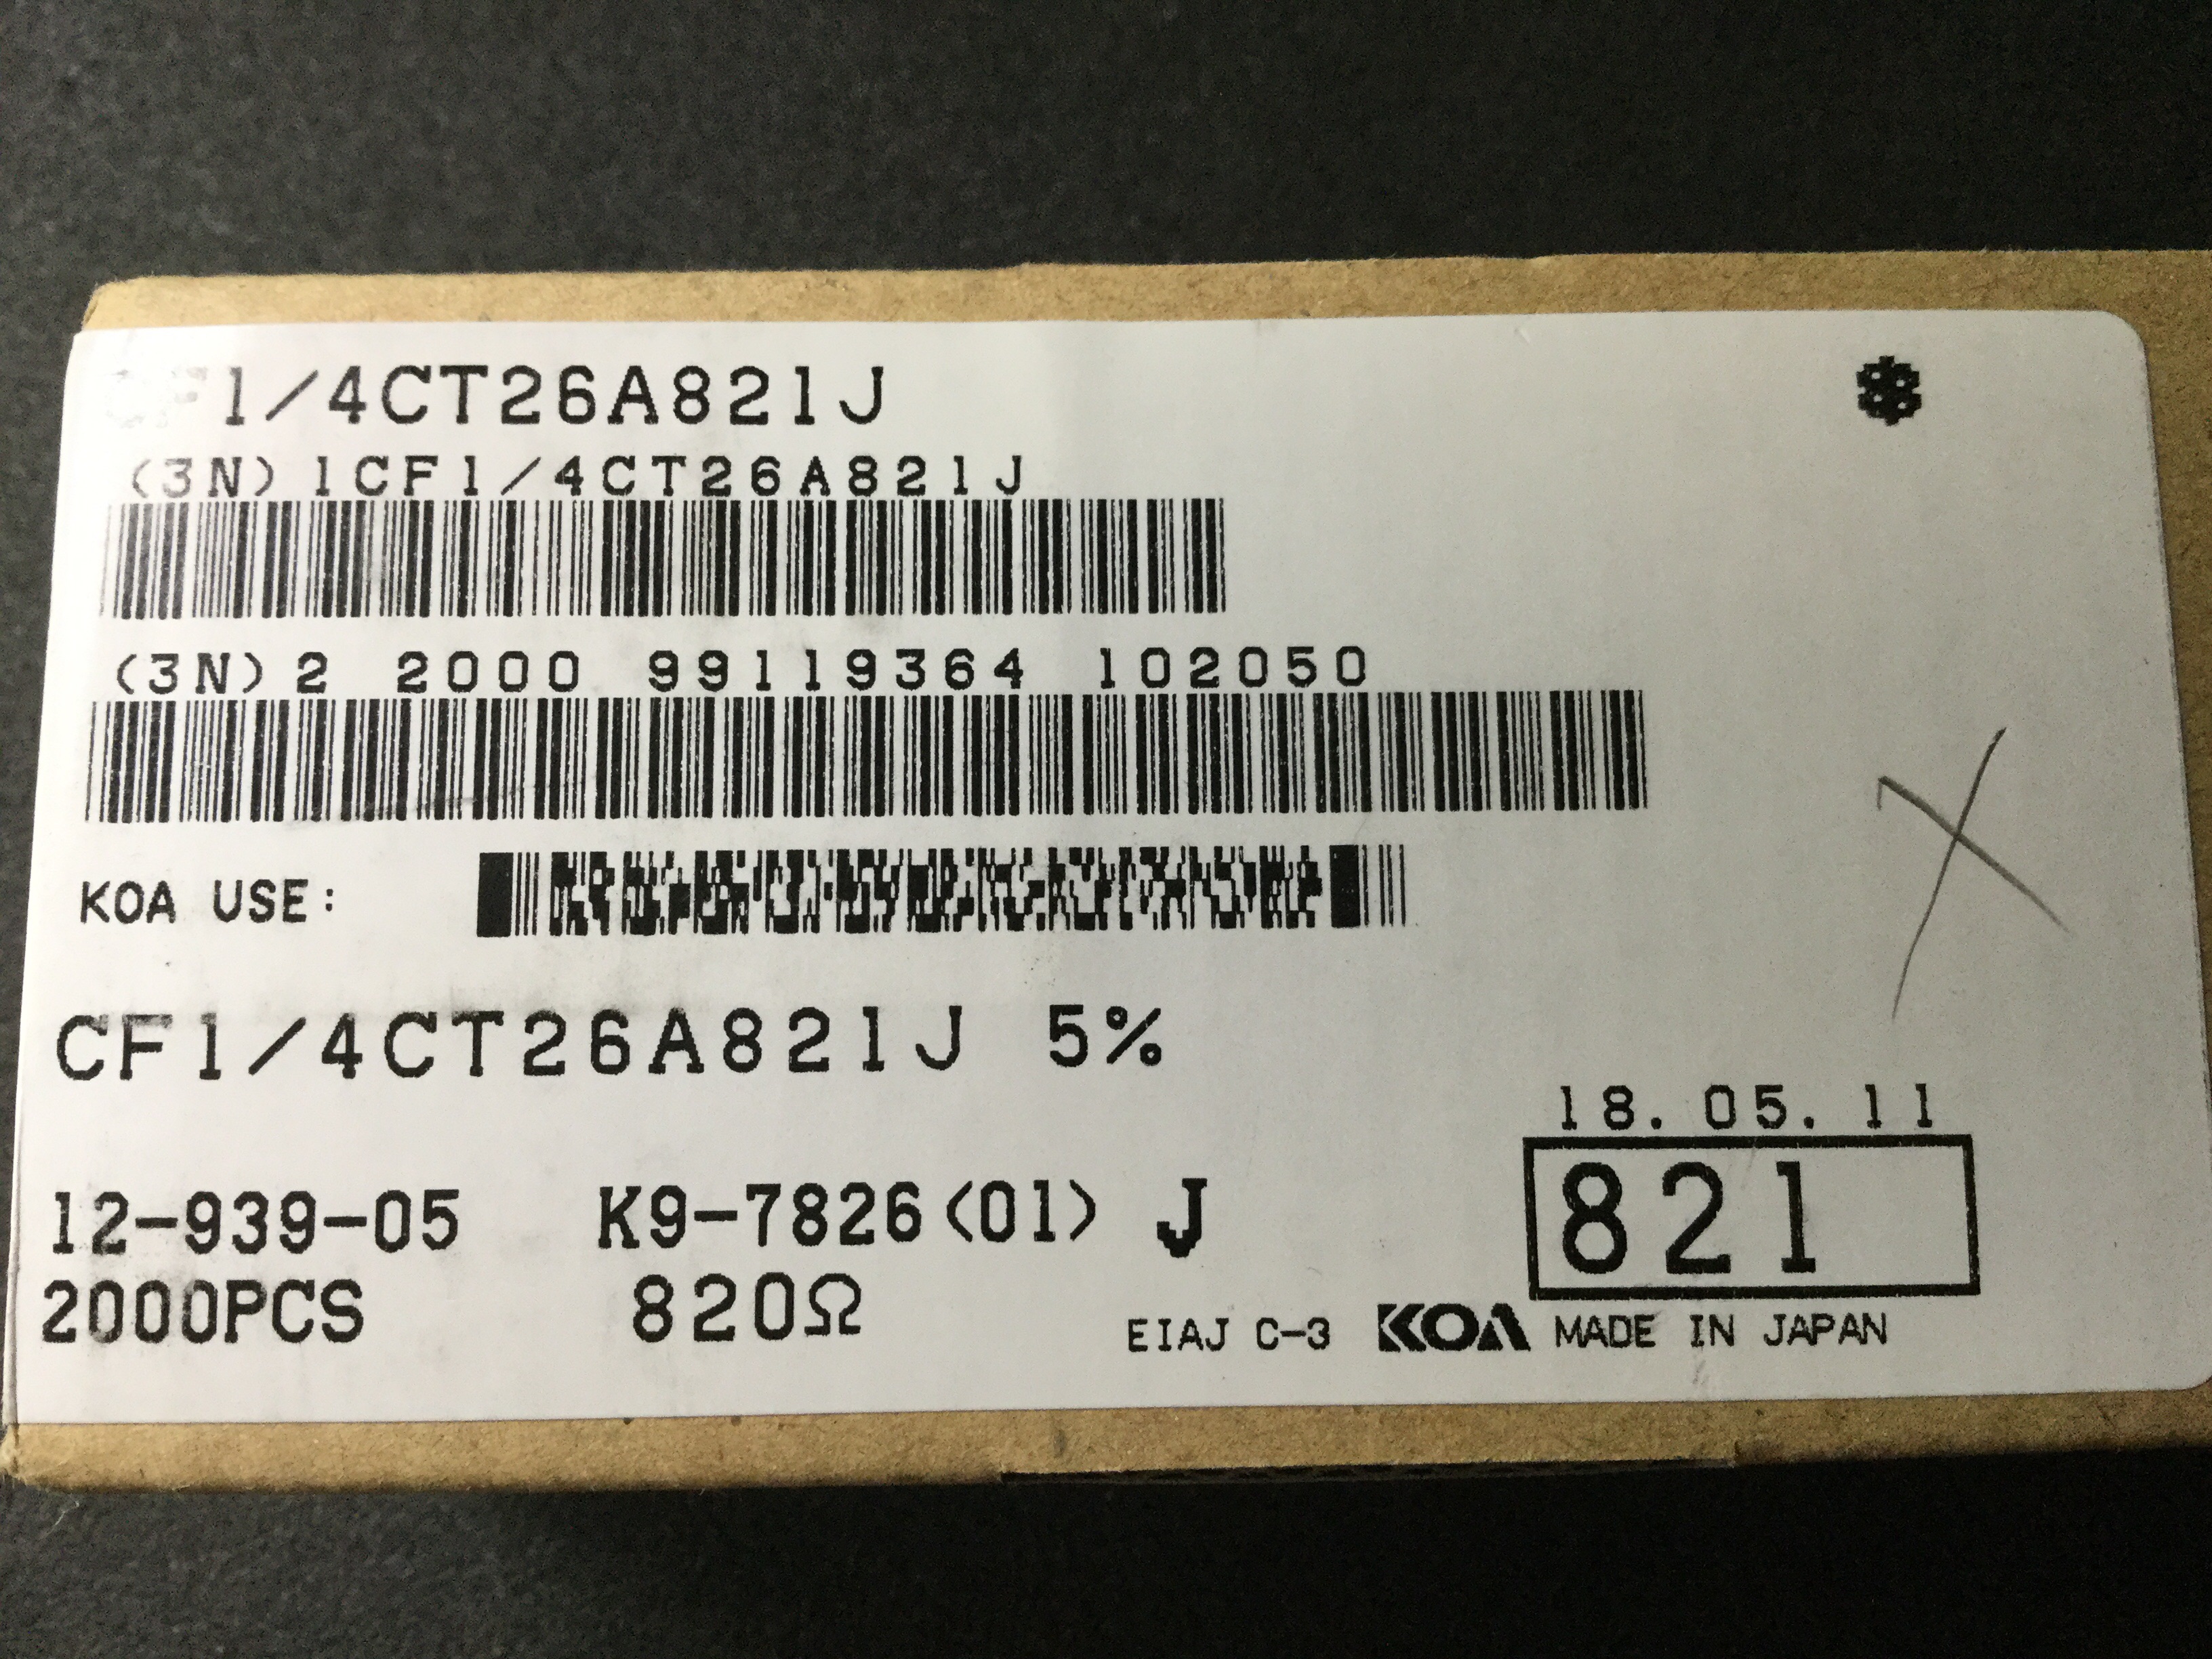 CF1/4CT26A821J
(3N)1CF1/4CT26A821J
(3N)2 2000 99119364 102050
KOA USE:
CF1/4CT26A821J 5%
18.05.11
821
12-939-05 K9-7826(01) J
2000PCS 820Ω
EIAJ C-3 KOA MADE IN JAPAN